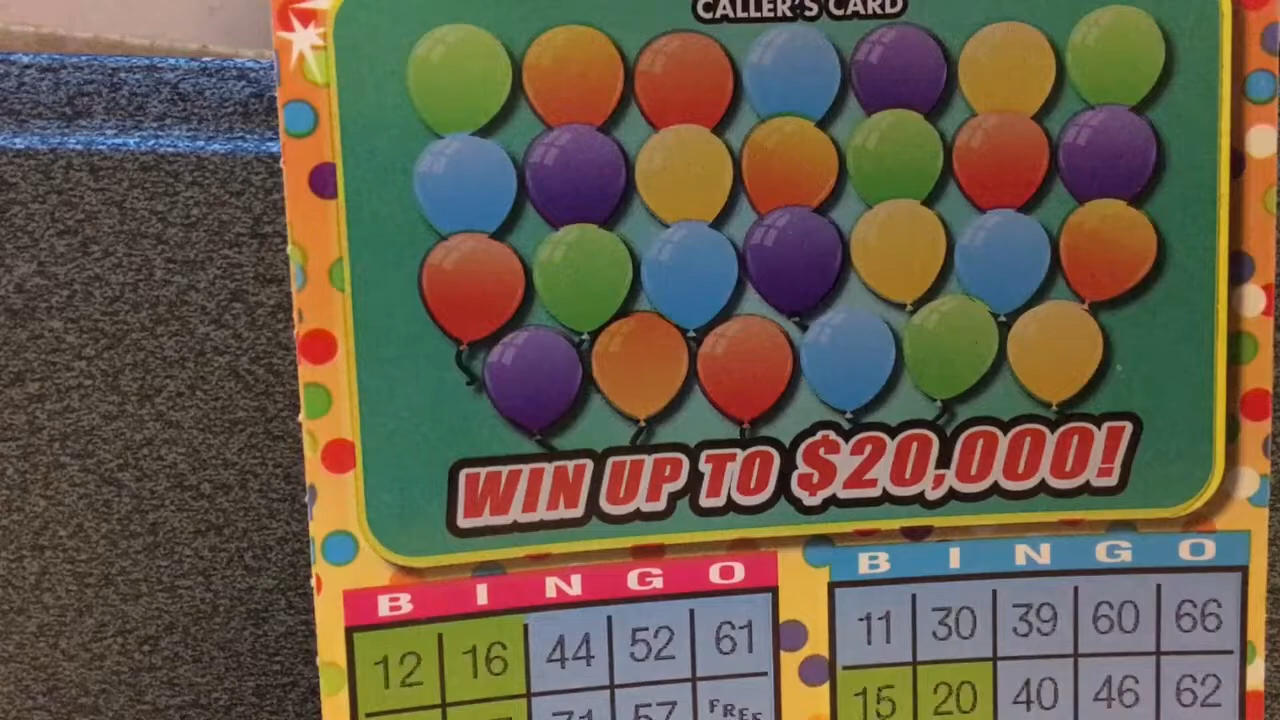 CALLER'S CARD
WIN UP TO $20,000!
B I N G O
12 16 44 52 61
57 FREE
B I N G O
11 30 39 60 66
15 20 40 46 62